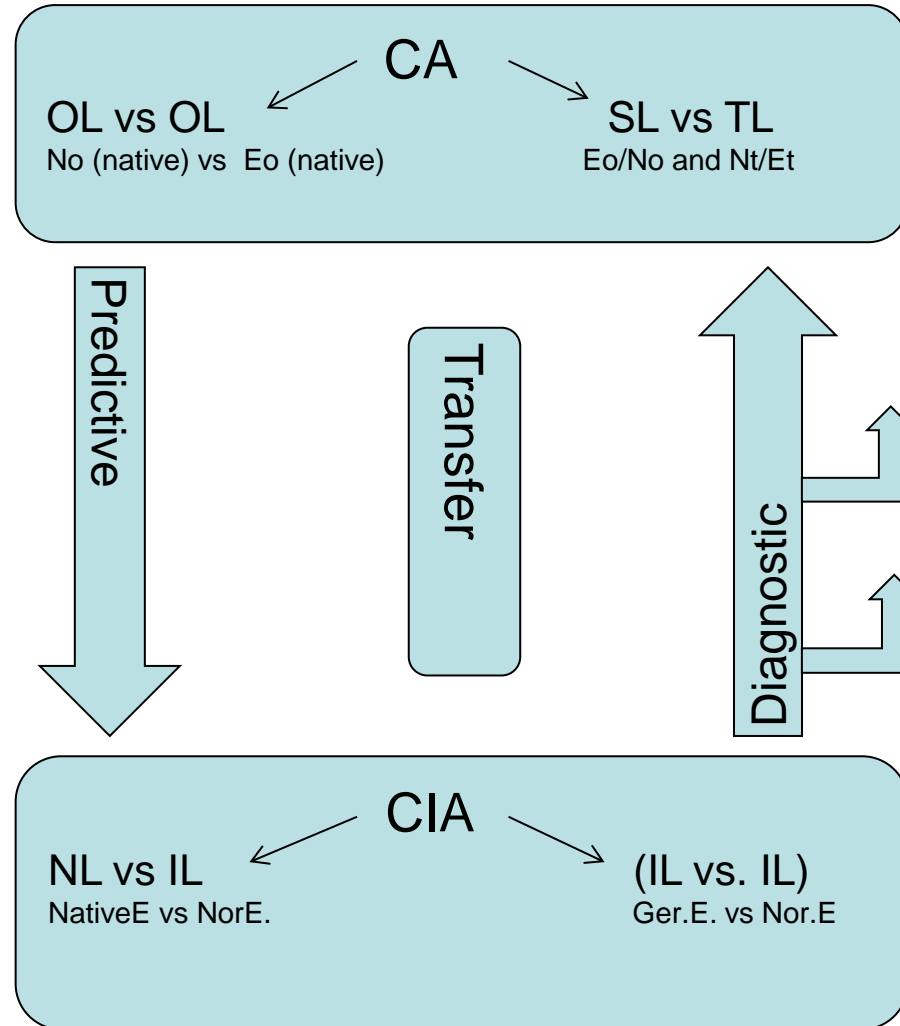 CA
OL vs OL
No (native) vs Eo (native)
SL vs TL
Eo/No and Nt/Et
Predictive
Transfer
Diagnostic
CIA
NL vs IL
NativeE vs NorE.
(IL vs. IL)
Ger.E. vs Nor.E